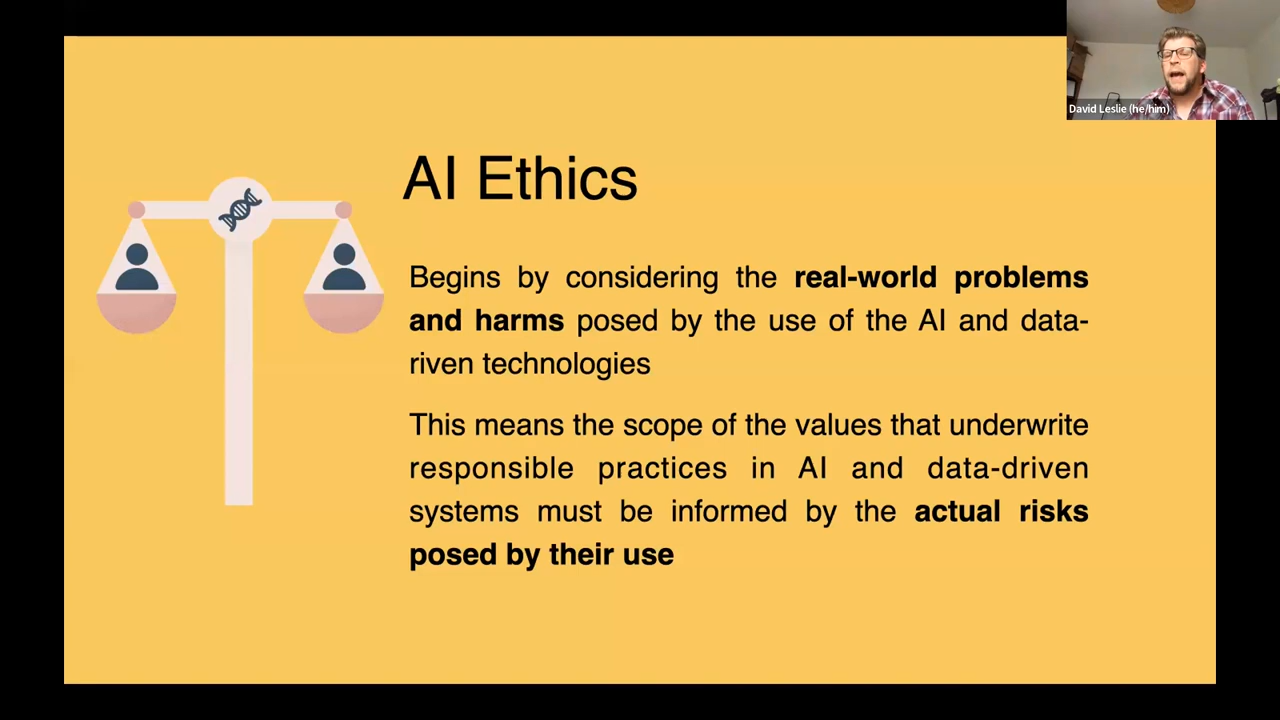 David Leslie (he/him)
AI Ethics
Begins by considering the real-world problems
and harms posed by the use of the AI and data-
riven technologies
This means the scope of the values that underwrite
responsible practices in AI and data-driven
systems must be informed by the actual risks
posed by their use